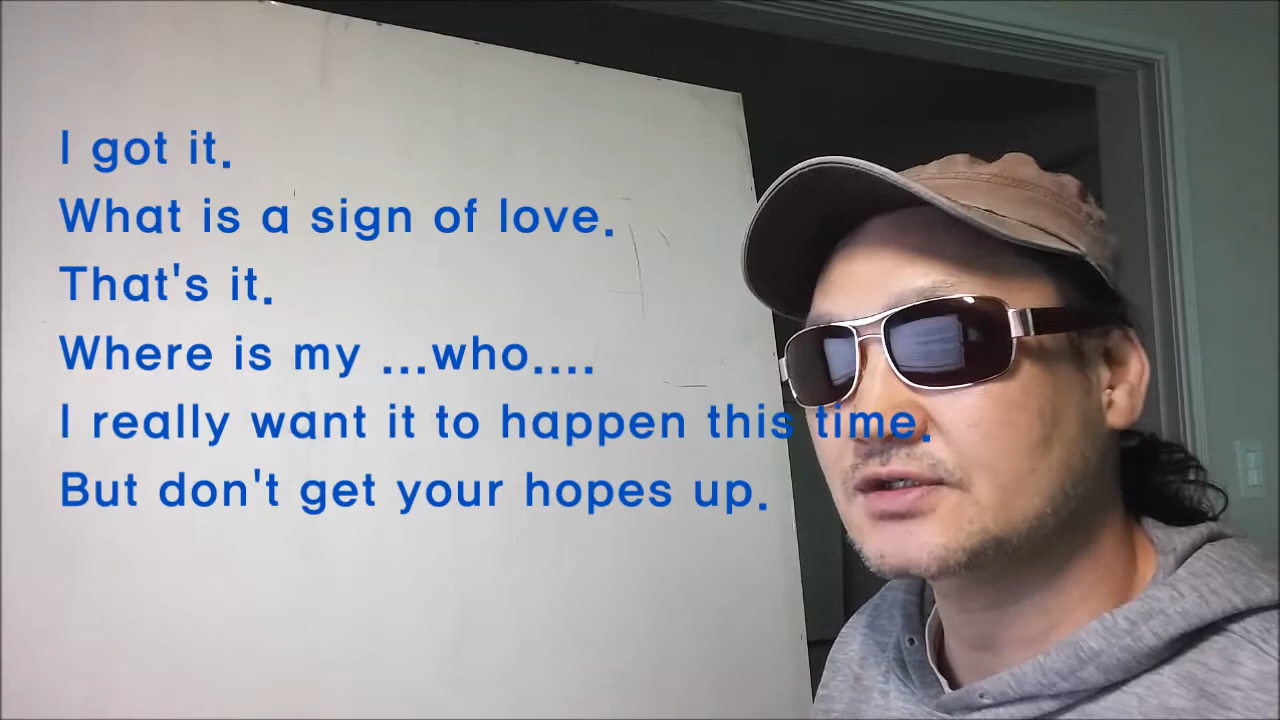 I got it.
What is a sign of love.
That's it.
Where is my ...who....
I really want it to happen this time.
But don't get your hopes up.